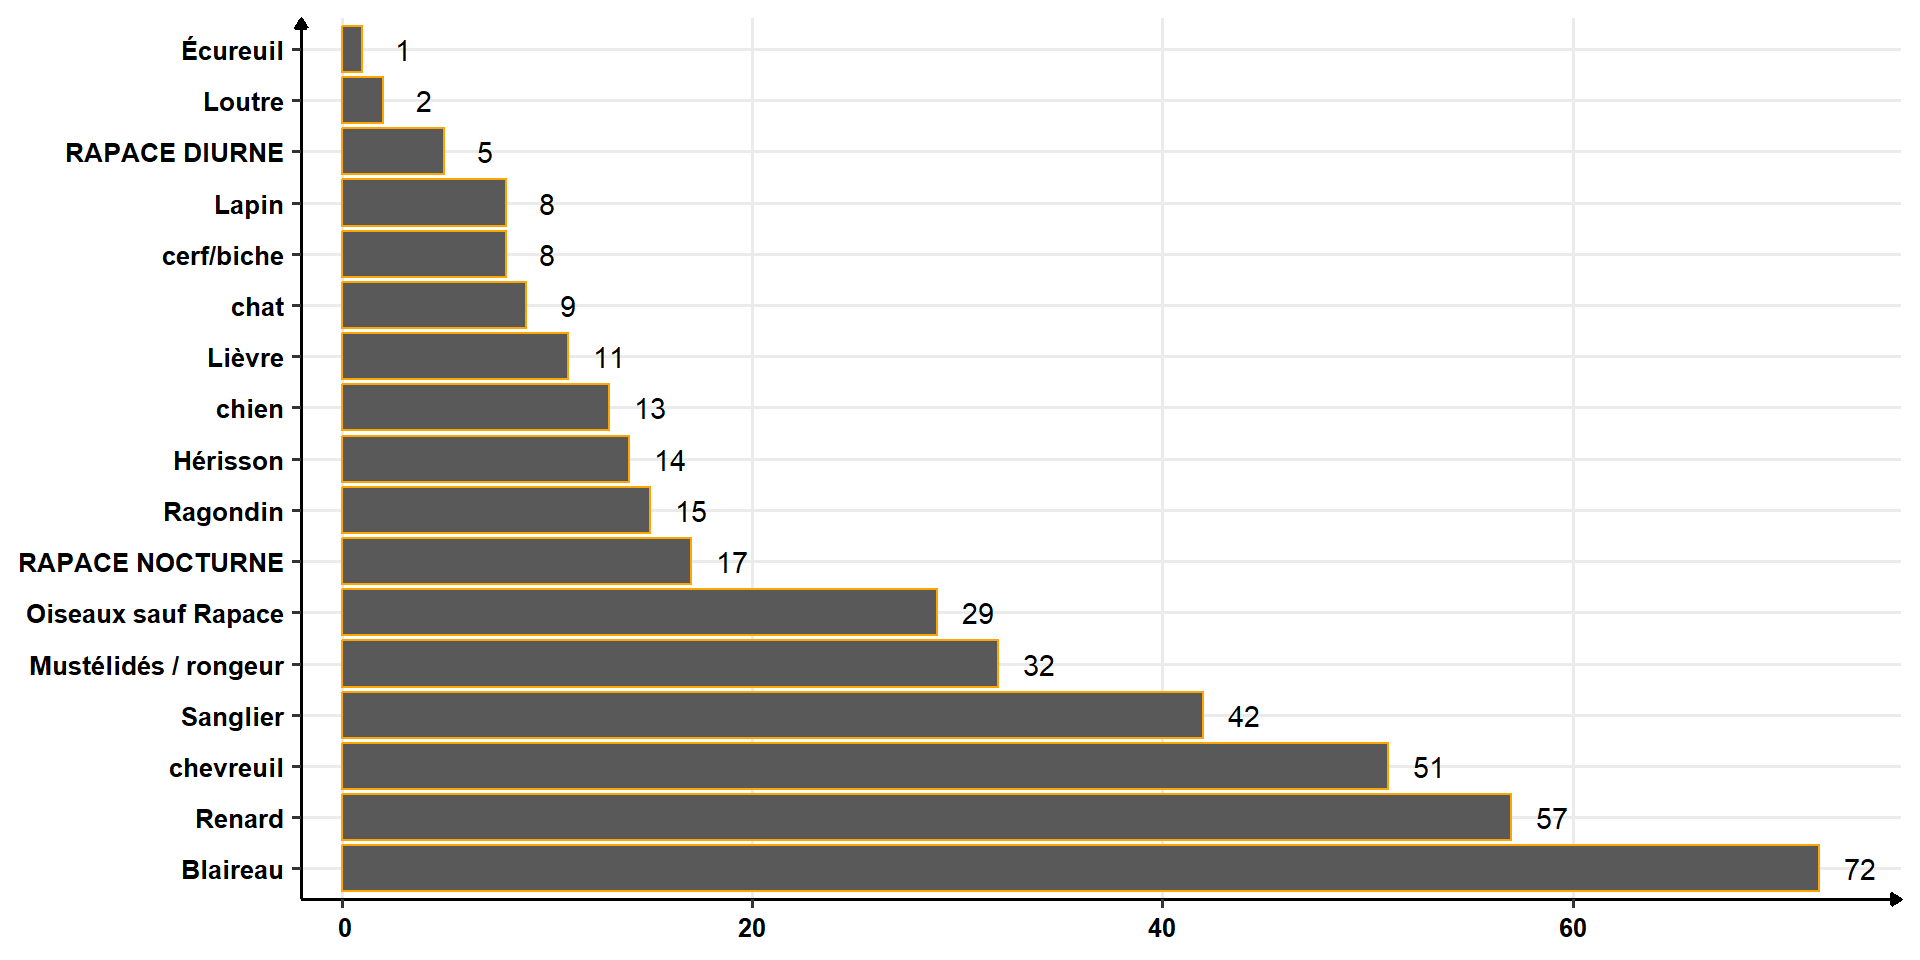 Écureuil 1
Loutre 2
RAPACE DIURNE 5
Lapin 8
cerf/biche 8
chat 9
Lièvre 11
chien 13
Hérisson 14
Ragondin 15
RAPACE NOCTURNE 17
Oiseaux sauf Rapace 29
Mustélidés / rongeur 32
Sanglier 42
chevreuil 51
Renard 57
Blaireau 72
0 20 40 60